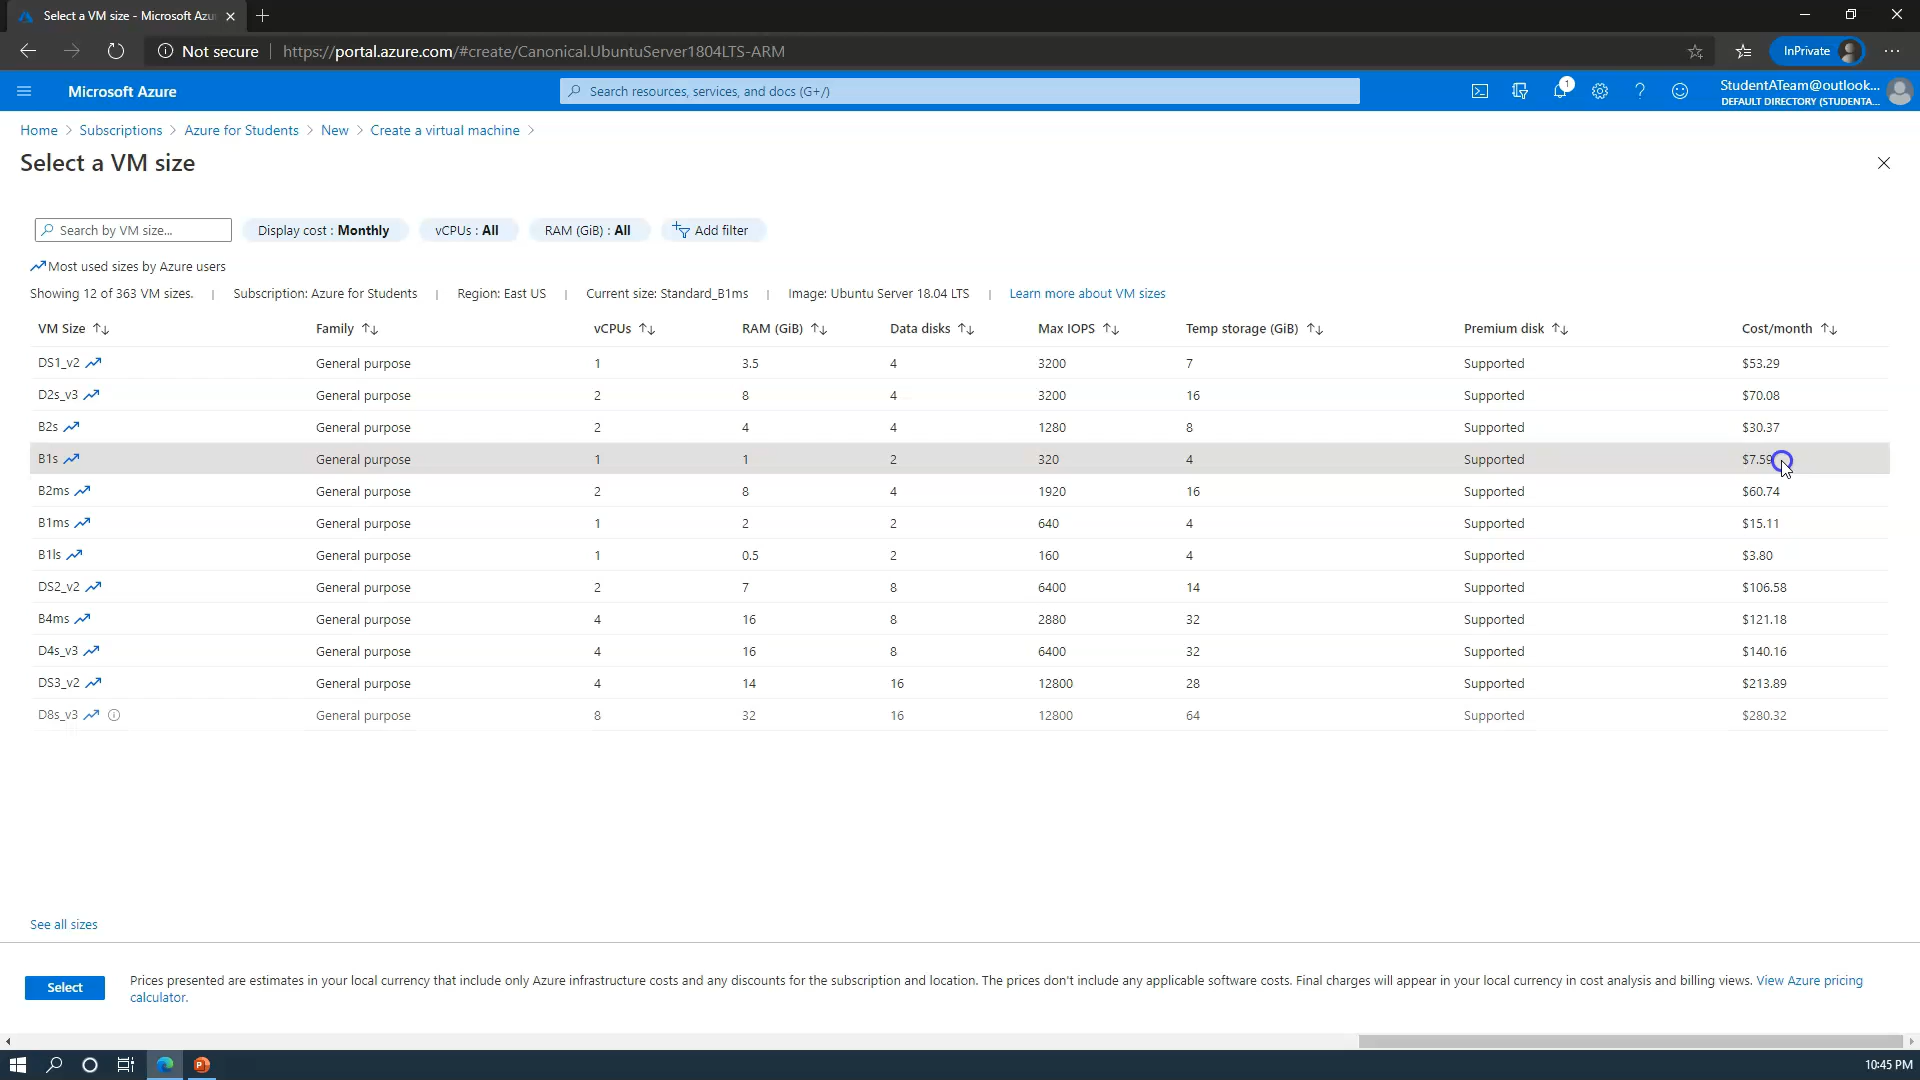 Select a VM size - Microsoft Azu
Not secure https://portal.azure.com/#create/Canonical.UbuntuServer1804LTS-ARM InPrivate
Microsoft Azure Search resources, services, and docs (G+/) 1 StudentATeam@outlook...
DEFAULT DIRECTORY (STUDENTA...
Home > Subscriptions > Azure for Students > New > Create a virtual machine >
Select a VM size
Search by VM size... Display cost : Monthly vCPUs : All RAM (GiB) : All Add filter
Most used sizes by Azure users
Showing 12 of 363 VM sizes. | Subscription: Azure for Students | Region: East US | Current size: Standard_B1ms | Image: Ubuntu Server 18.04 LTS | Learn more about VM sizes
VM Size Family vCPUs RAM (GiB) Data disks Max IOPS Temp storage (GiB) Premium disk Cost/month
DS1_v2 General purpose 1 3.5 4 3200 7 Supported $53.29
D2s_v3 General purpose 2 8 4 3200 16 Supported $70.08
B2s General purpose 2 4 4 1280 8 Supported $30.37
B1s General purpose 1 1 2 320 4 Supported $7.59
B2ms General purpose 2 8 4 1920 16 Supported $60.74
B1ms General purpose 1 2 2 640 4 Supported $15.11
B1ls General purpose 1 0.5 2 160 4 Supported $3.80
DS2_v2 General purpose 2 7 8 6400 14 Supported $106.58
B4ms General purpose 4 16 8 2880 32 Supported $121.18
D4s_v3 General purpose 4 16 8 6400 32 Supported $140.16
DS3_v2 General purpose 4 14 16 12800 28 Supported $213.89
D8s_v3 General purpose 8 32 16 12800 64 Supported $280.32
See all sizes
Select Prices presented are estimates in your local currency that include only Azure infrastructure costs and any discounts for the subscription and location. The prices don't include any applicable software costs. Final charges will appear in your local currency in cost analysis and billing views. View Azure pricing
calculator.
10:45 PM